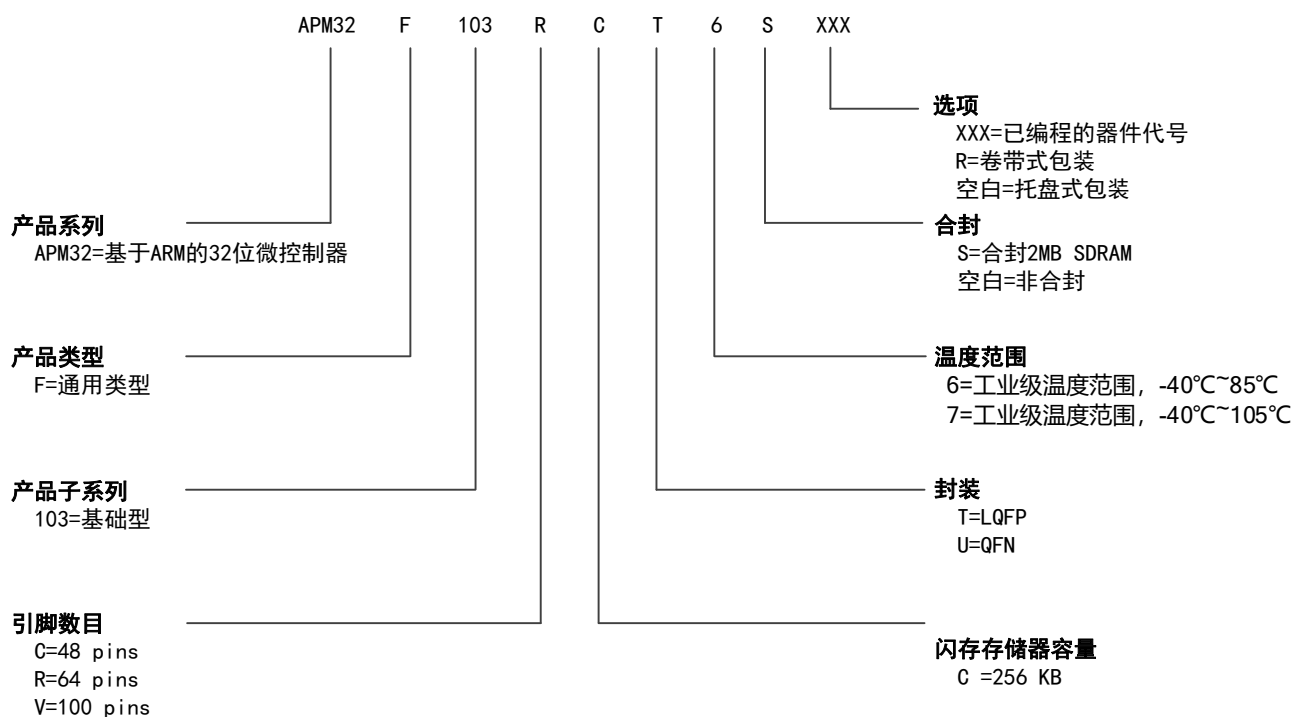 APM32 F 103 R C T 6 S XXX
选项
XXX=已编程的器件代号
R=卷带式包装
空白=托盘式包装
产品系列
APM32=基于ARM的32位微控制器
合封
S=合封2MB SDRAM
空白=非合封
产品类型
F=通用类型
温度范围
6=工业级温度范围，-40℃~85℃
7=工业级温度范围，-40℃~105℃
产品子系列
103=基础型
封装
T=LQFP
U=QFN
引脚数目
C=48 pins
R=64 pins
V=100 pins
闪存存储器容量
C =256 KB